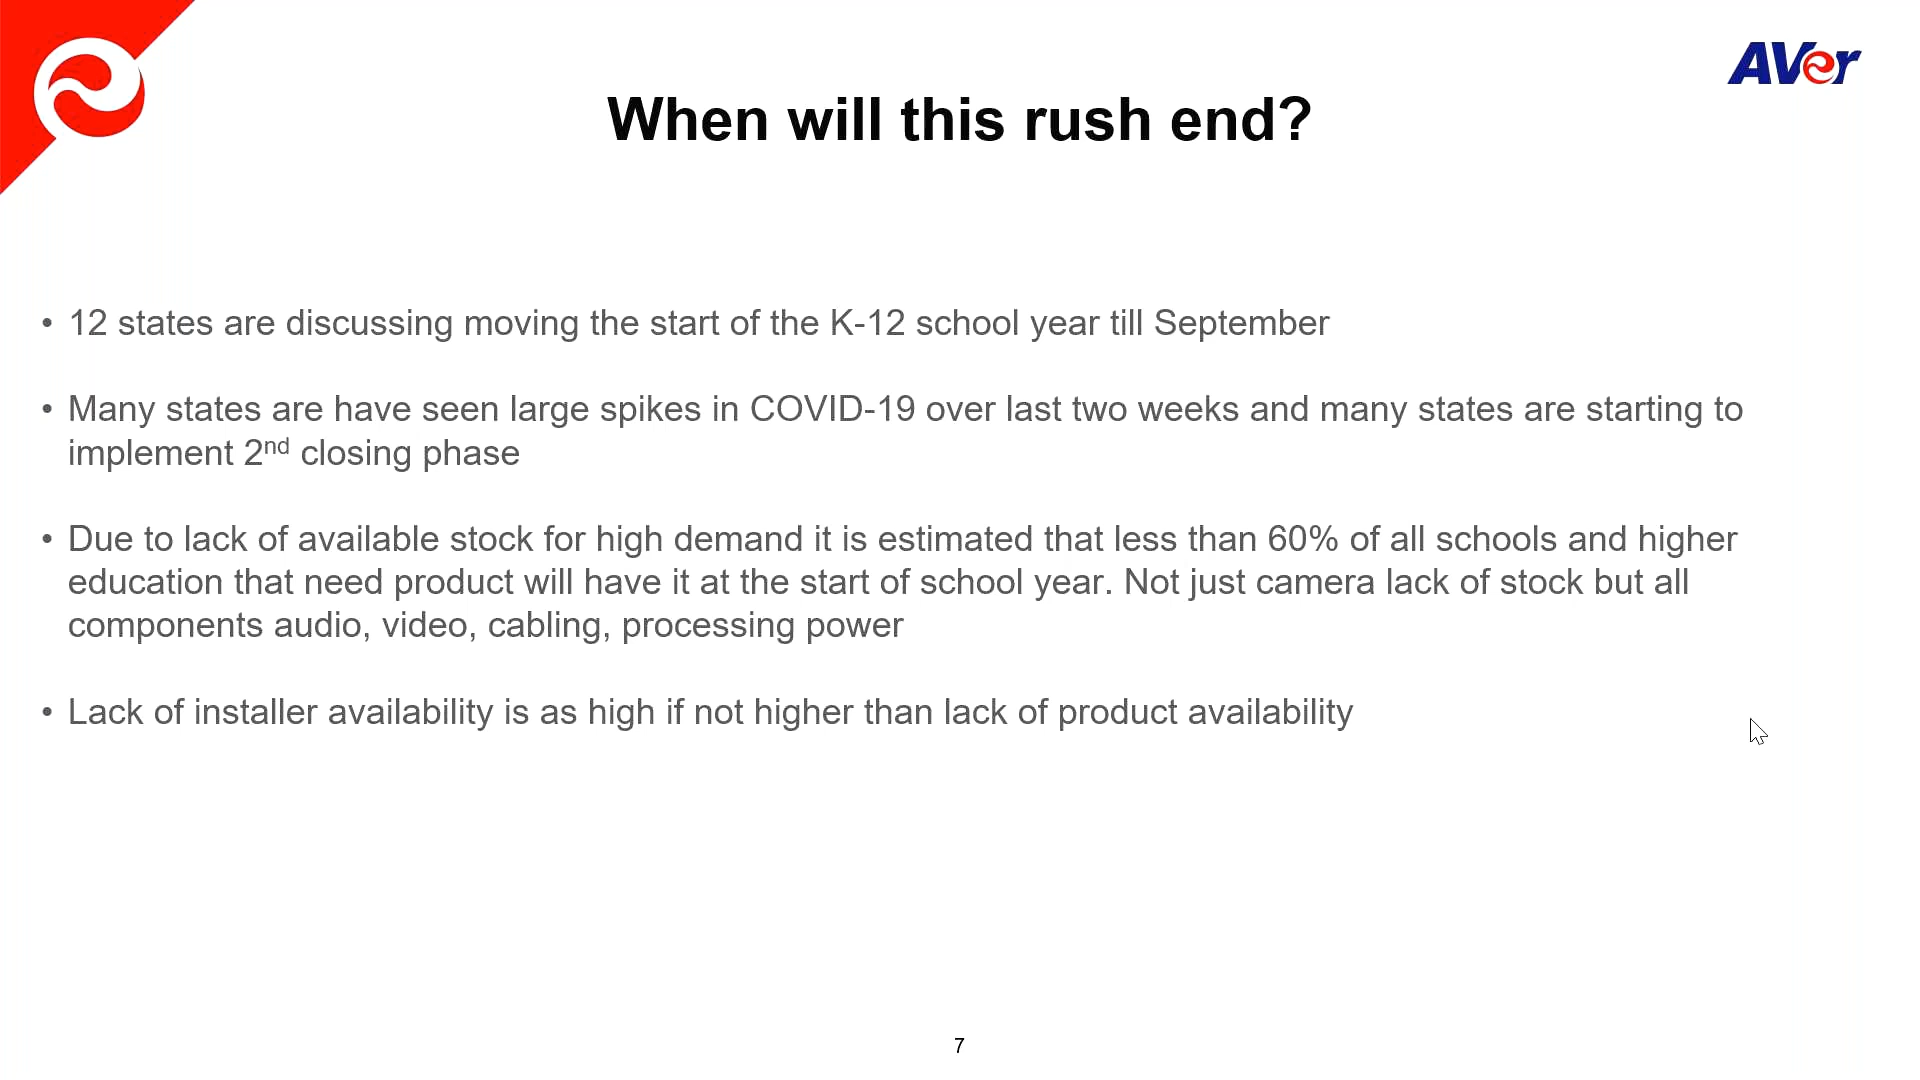 AVer
When will this rush end?
• 12 states are discussing moving the start of the K-12 school year till September
• Many states are have seen large spikes in COVID-19 over last two weeks and many states are starting to
implement 2nd closing phase
• Due to lack of available stock for high demand it is estimated that less than 60% of all schools and higher
education that need product will have it at the start of school year. Not just camera lack of stock but all
components audio, video, cabling, processing power
• Lack of installer availability is as high if not higher than lack of product availability
7